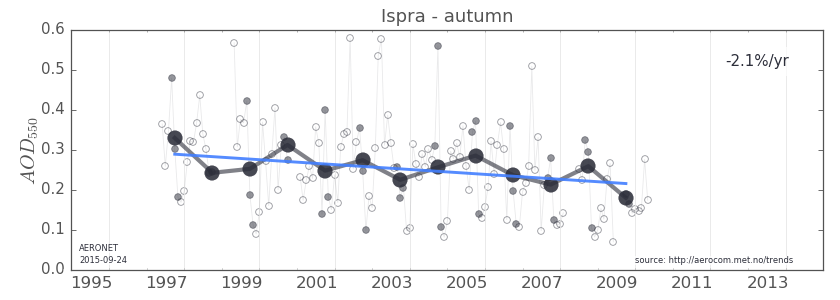 Ispra - autumn
0.6
-2.1%/yr
0.5
0.4
0.3
0.2
0.1
0.0
AOD550
AERONET
2015-09-24
source: http://aerocom.met.no/trends
1995 1997 1999 2001 2003 2005 2007 2009 2011 2013